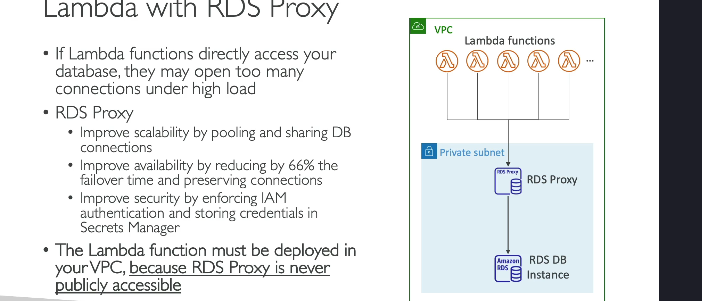 Lambda with RDS Proxy
• If Lambda functions directly access your
database, they may open too many
connections under high load
• RDS Proxy
• Improve scalability by pooling and sharing DB
connections
• Improve availability by reducing by 66% the
failover time and preserving connections
• Improve security by enforcing IAM
authentication and storing credentials in
Secrets Manager
• The Lambda function must be deployed in
your VPC, because RDS Proxy is never
publicly accessible
VPC
Lambda functions
...
Private subnet
RDS Proxy
RDS Proxy
Amazon
RDS
RDS DB
Instance